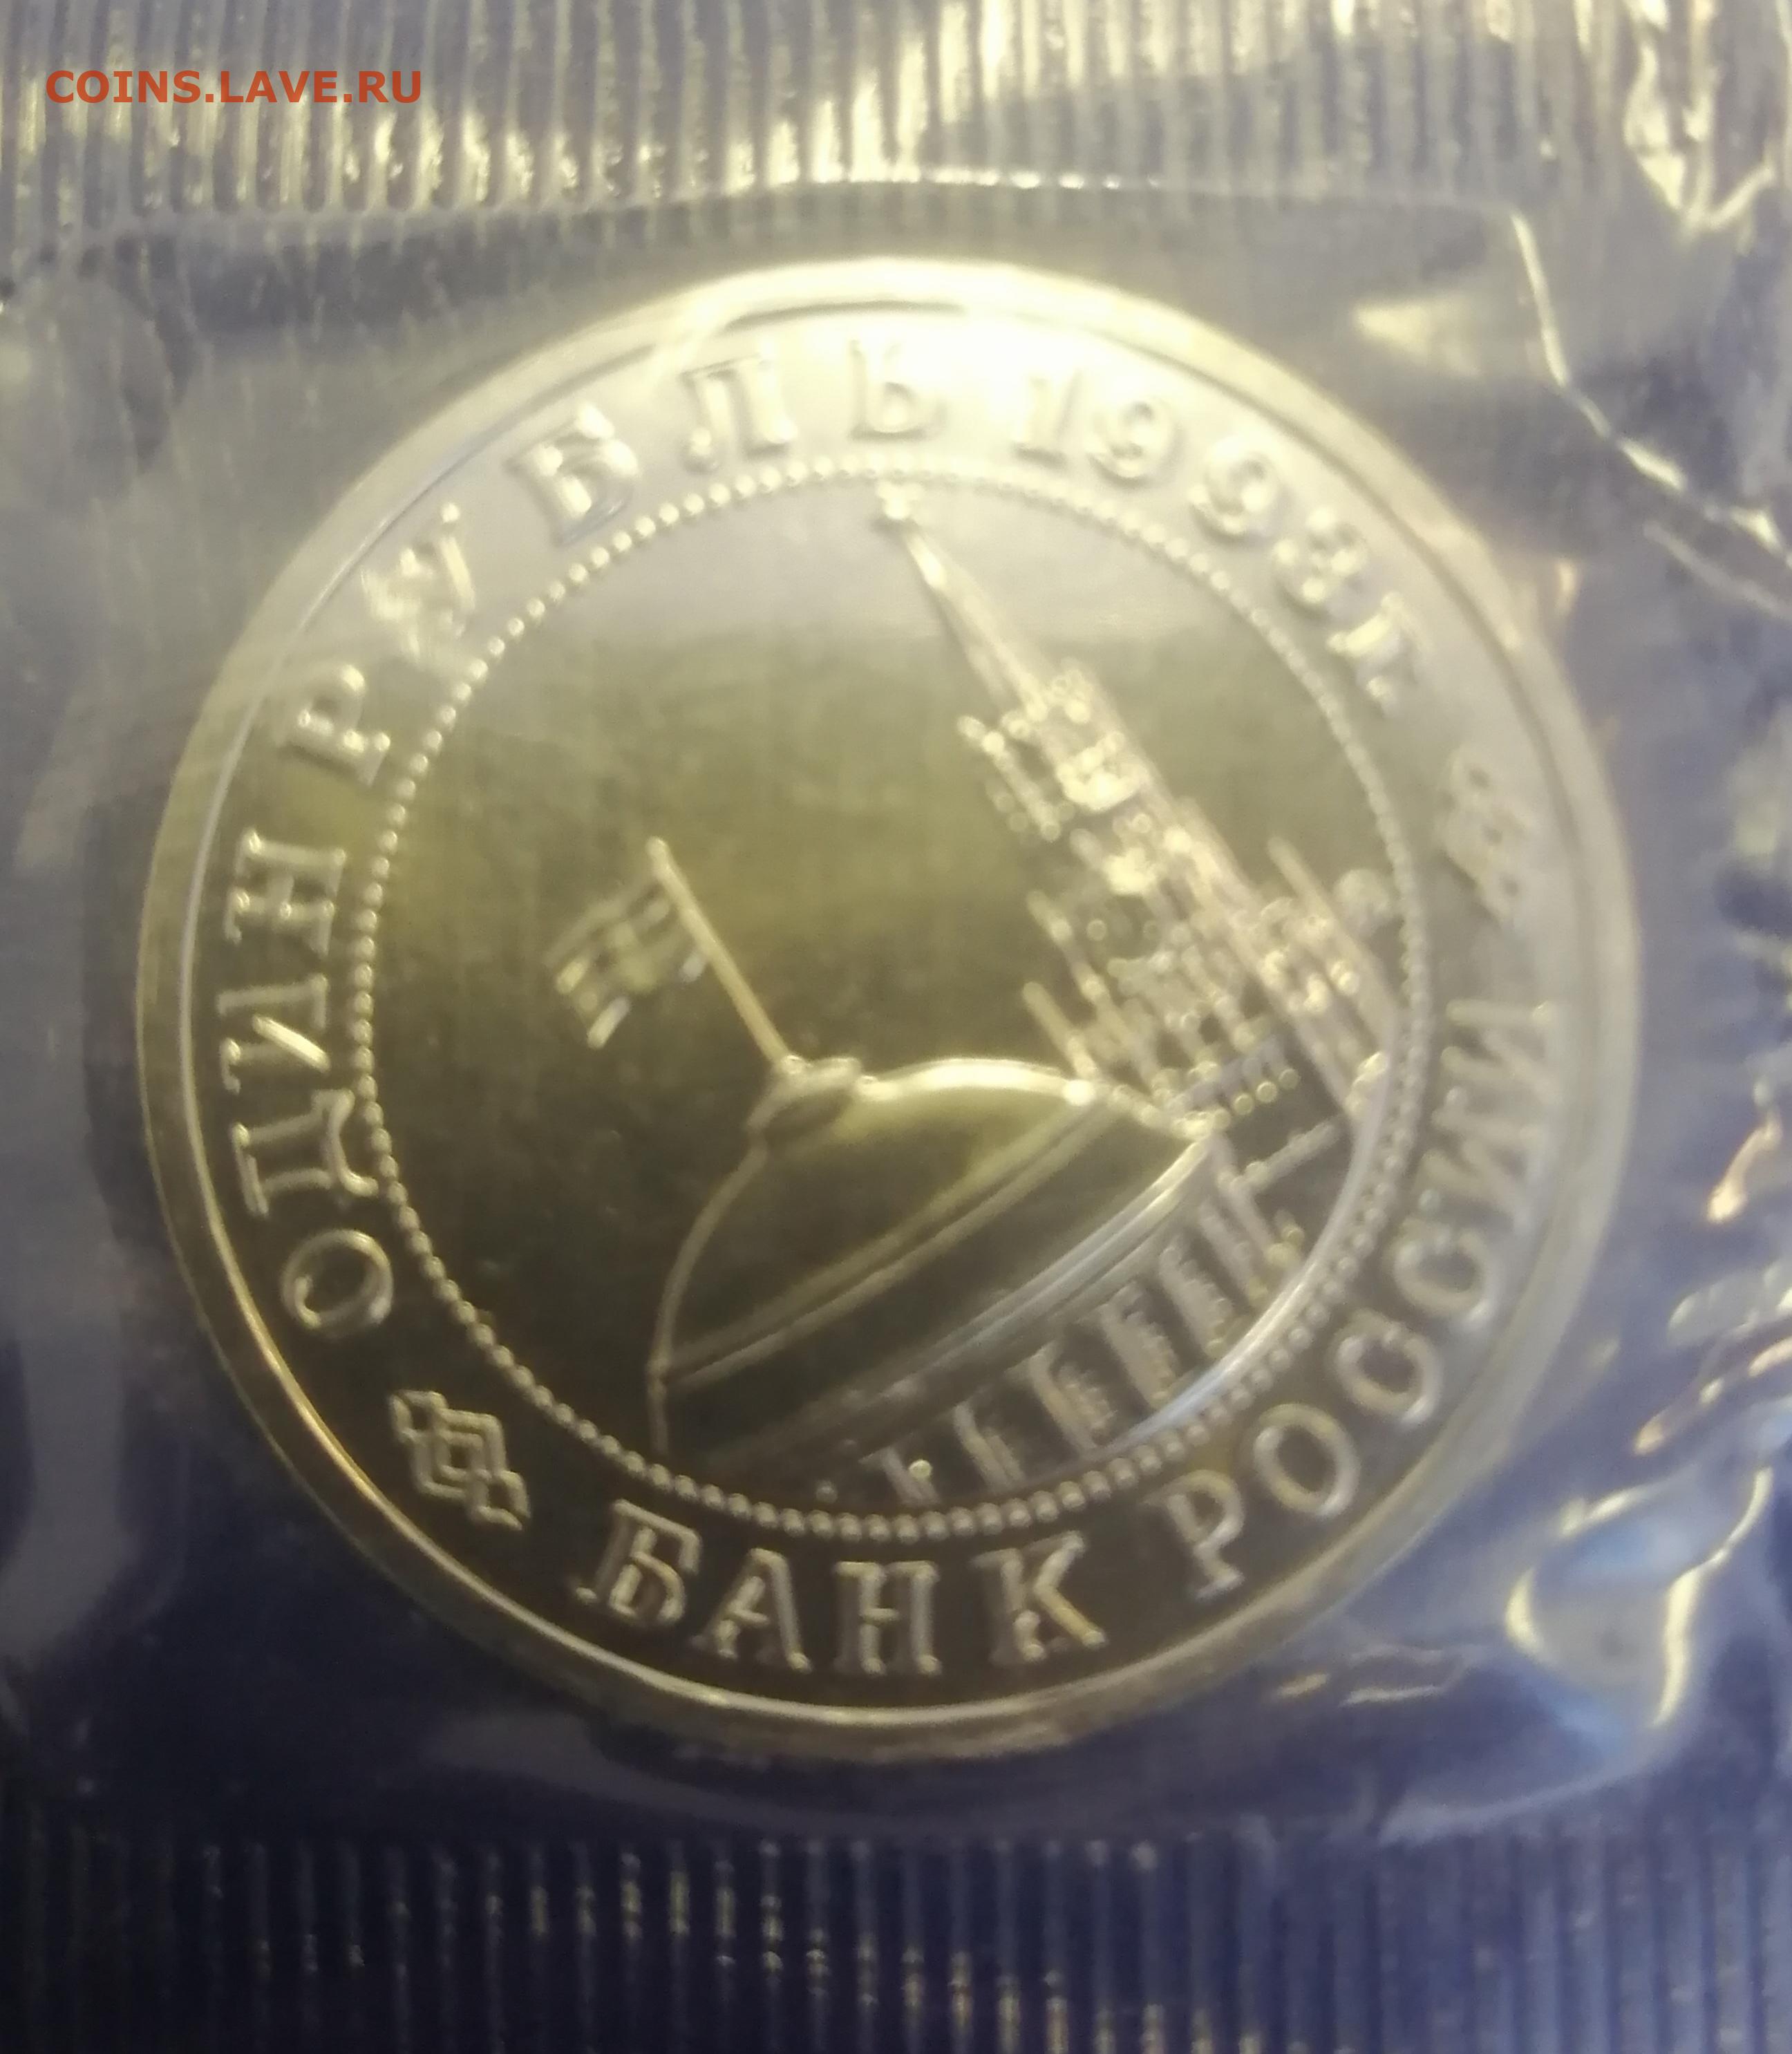 COINS.LAVE.RU
ОДИН РУБЛЬ 1993 г.
БАНК РОССИИ